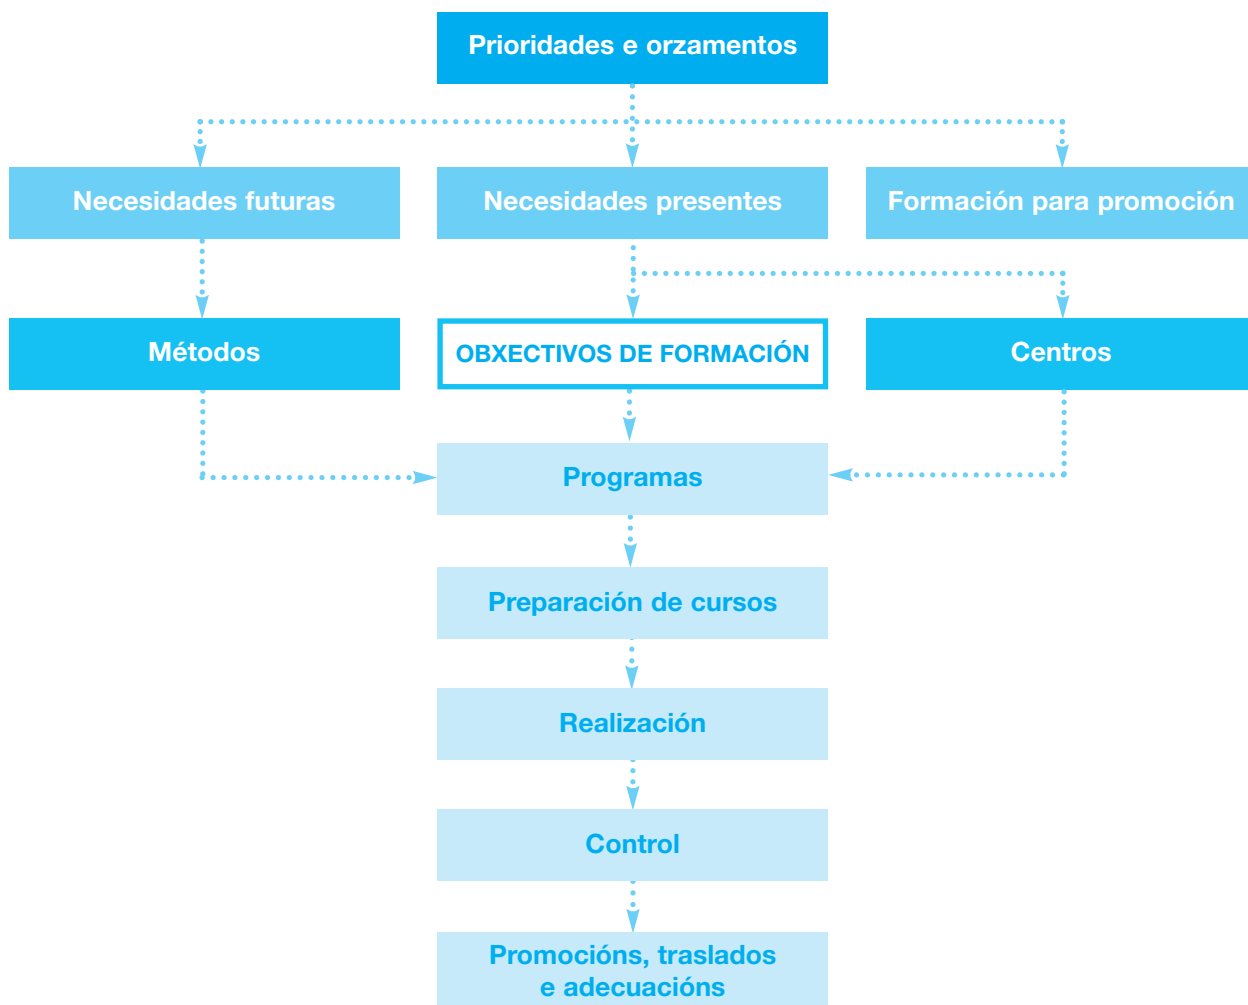 Prioridades e orzamentos
Necesidades futuras
Necesidades presentes
Formación para promoción
Métodos
OBXECTIVOS DE FORMACIÓN
Centros
Programas
Preparación de cursos
Realización
Control
Promocións, traslados
e adecuacións